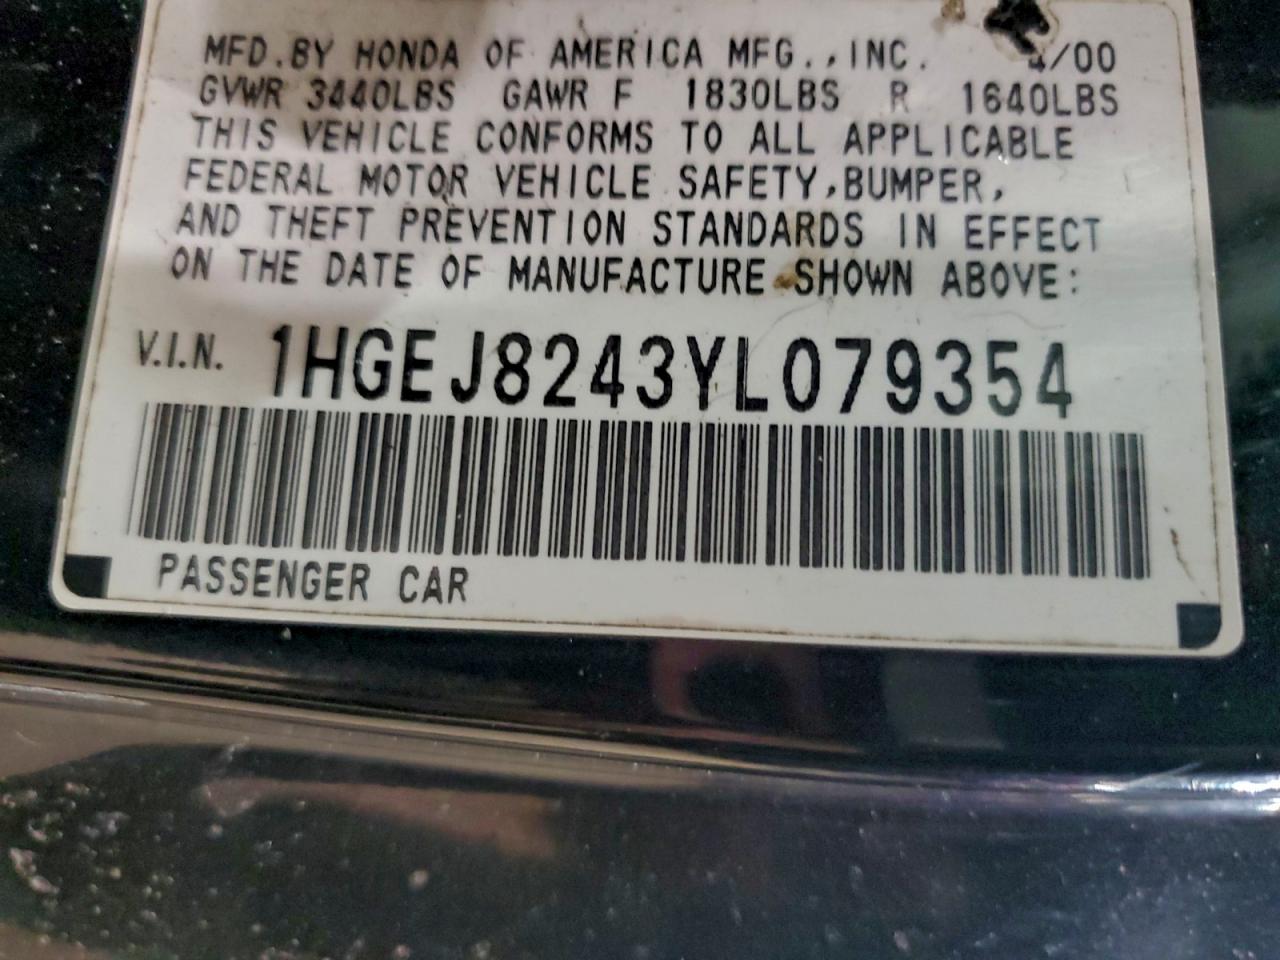 MFD.BY HONDA OF AMERICA MFG.,INC. 4/00
GVWR 3440LBS GAWR F 1830LBS R 1640LBS
THIS VEHICLE CONFORMS TO ALL APPLICABLE
FEDERAL MOTOR VEHICLE SAFETY,BUMPER,
AND THEFT PREVENTION STANDARDS IN EFFECT
ON THE DATE OF MANUFACTURE SHOWN ABOVE:
V.I.N. 1HGEJ8243YL079354
PASSENGER CAR